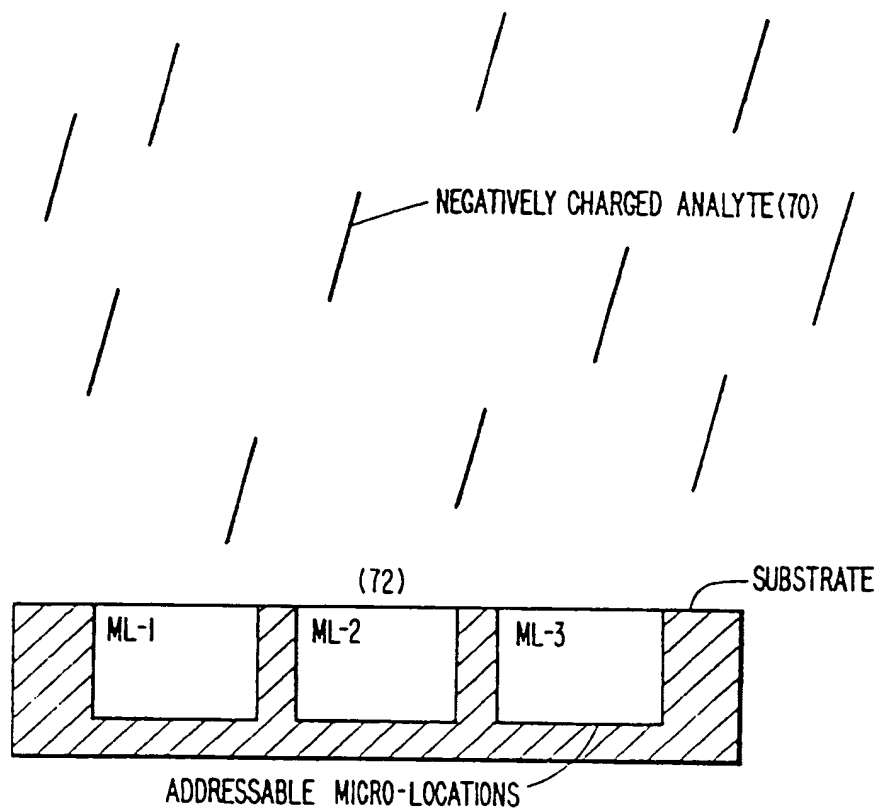 NEGATIVELY CHARGED ANALYTE(70)
(72)
SUBSTRATE
ML-1
ML-2
ML-3
ADDRESSABLE MICRO-LOCATIONS